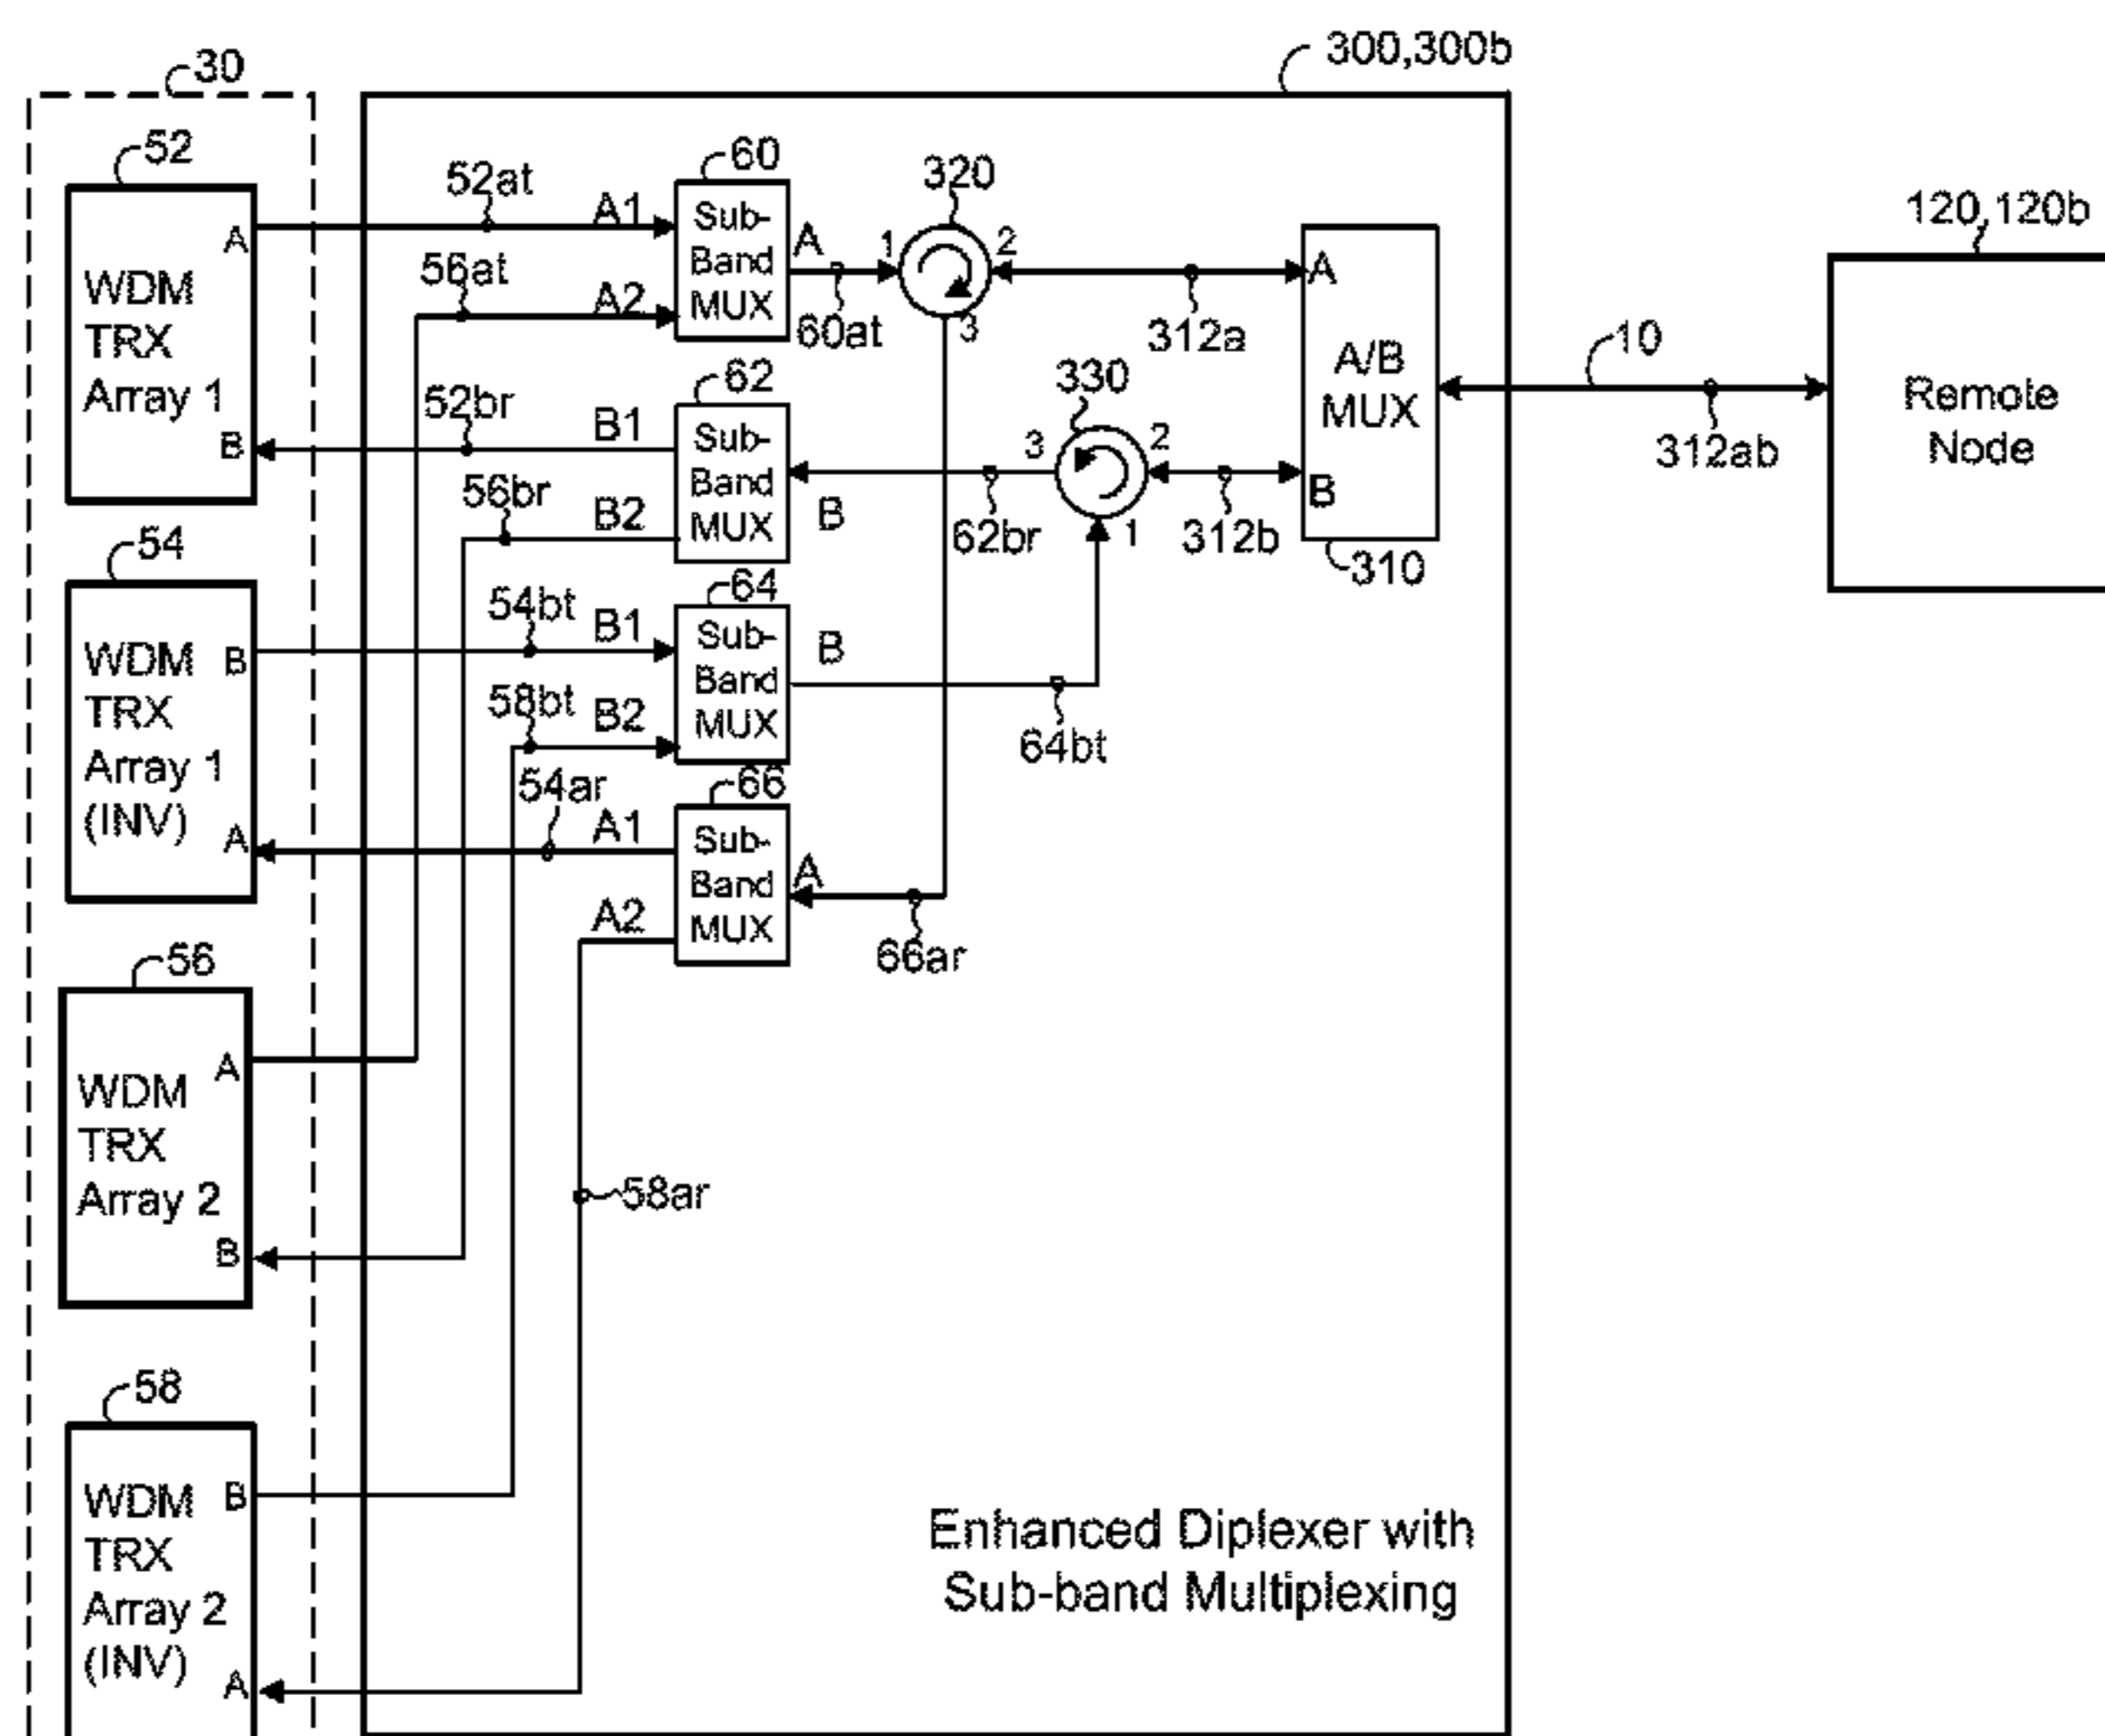 300,300b
30
52
WDM
TRX
Array 1
A
B
52at
A1
56at
A2
60
Sub-
Band
MUX
A
60at
320
1
2
3
312a
A
A/B
MUX
B
310
10
312ab
120,120b
Remote
Node
52br
B1
56br
B2
62
Sub-
Band
MUX
B
62br
330
3
2
1
312b
54
WDM
TRX
Array 1
(INV)
B
A
54bt
B1
58bt
B2
64
Sub-
Band
MUX
B
64bt
54ar
A1
A2
66
Sub-
Band
MUX
A
66ar
56
WDM
TRX
Array 2
A
B
58ar
58
WDM
TRX
Array 2
(INV)
B
A
Enhanced Diplexer with
Sub-band Multiplexing